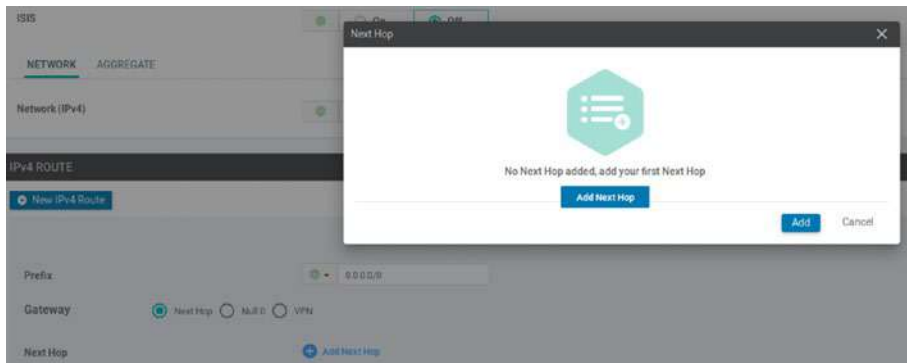 ISIS
On
Off
Next Hop
NETWORK AGGREGATE
Network (IPv4)
No Next Hop added, add your first Next Hop
Add Next Hop
IPv4 ROUTE
New IPv4 Route
Add Cancel
Prefix 0.0.0.0/0
Gateway Next Hop Null 0 VPN
Next Hop Add Next Hop